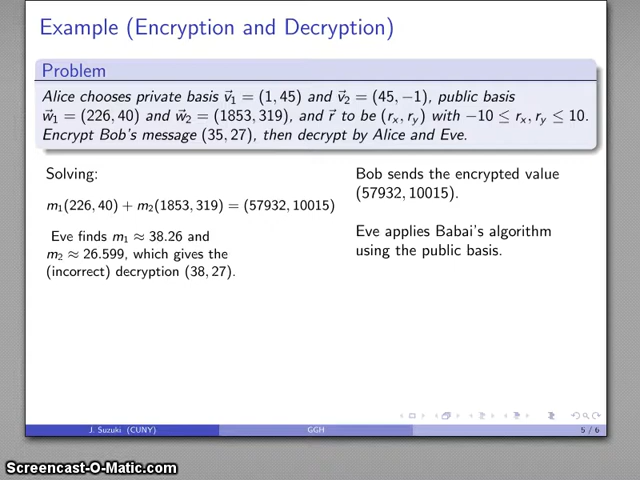 Example (Encryption and Decryption)
Problem
Alice chooses private basis v⃗₁ = (1, 45) and v⃗₂ = (45, −1), public basis
w⃗₁ = (226, 40) and w⃗₂ = (1853, 319), and r⃗ to be (rₓ, r_y) with −10 ≤ rₓ, r_y ≤ 10.
Encrypt Bob's message (35, 27), then decrypt by Alice and Eve.
Solving:
m₁(226, 40) + m₂(1853, 319) = (57932, 10015)
Eve finds m₁ ≈ 38.26 and
m₂ ≈ 26.599, which gives the
(incorrect) decryption (38, 27).
Bob sends the encrypted value
(57932, 10015).
Eve applies Babai's algorithm
using the public basis.
J. Suzuki (CUNY)
GGH
5 / 6
Screencast-O-Matic.com